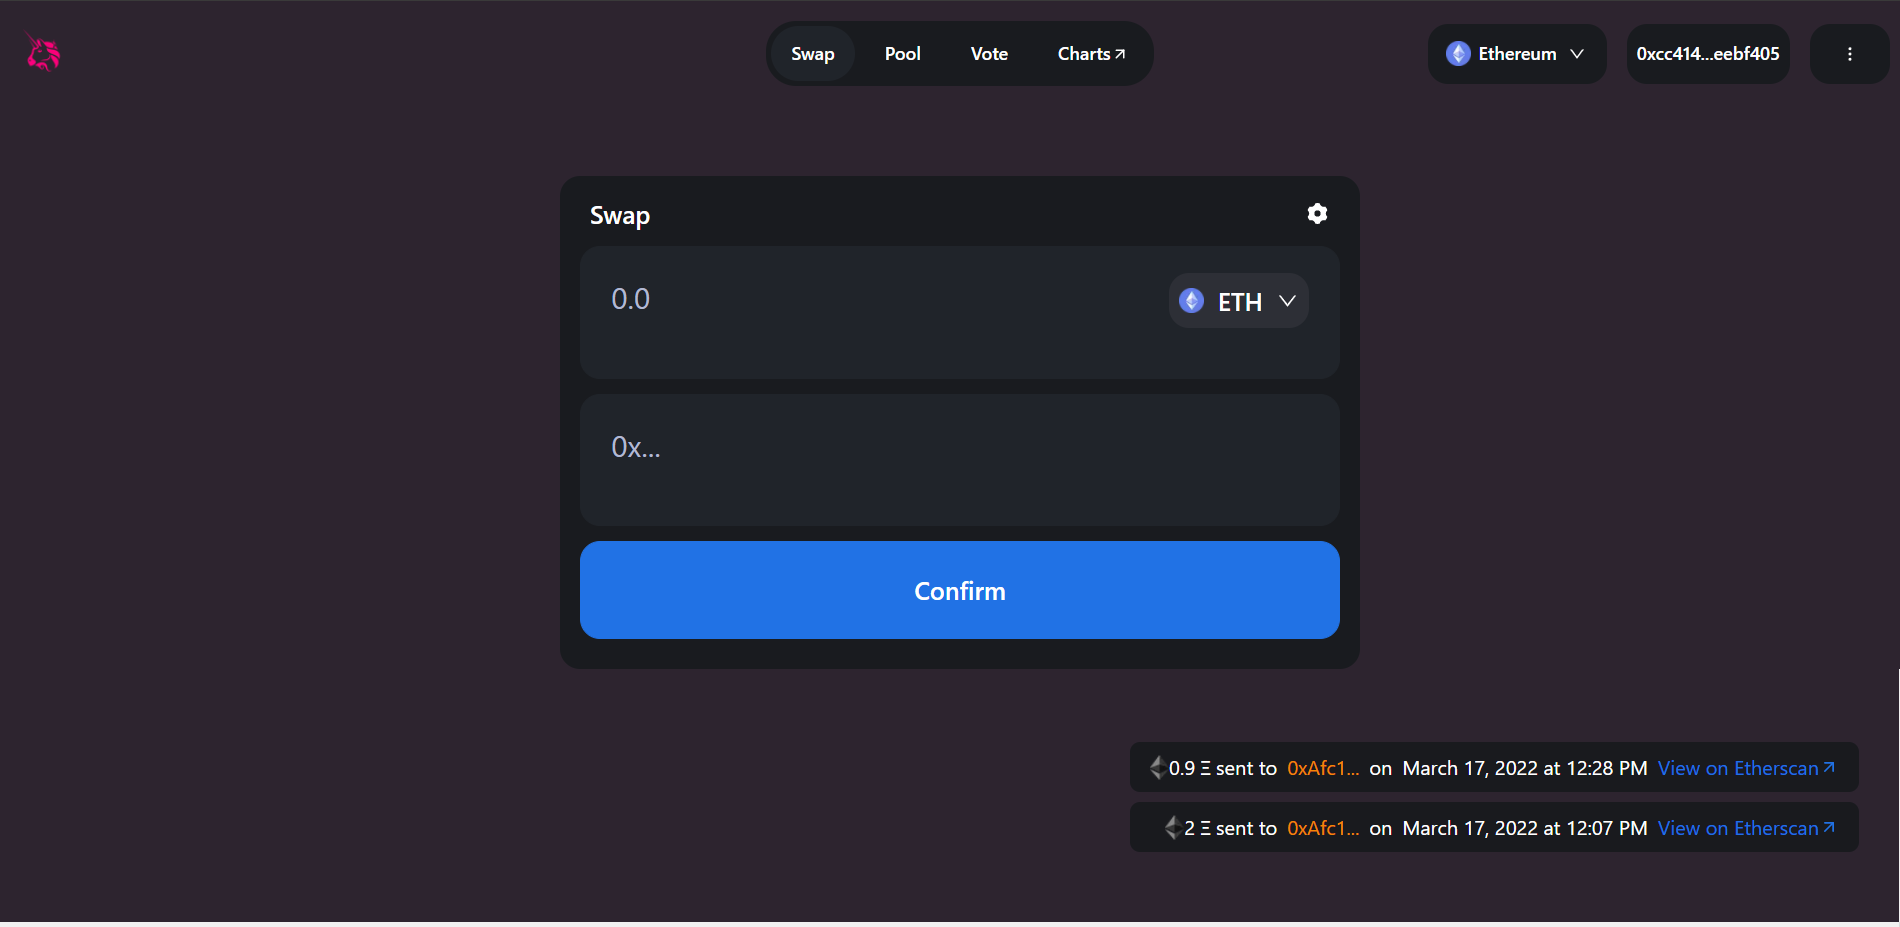 Swap Pool Vote Charts↗ Ethereum 0xcc414...eebf405
Swap
0.0 ETH
0x...
Confirm
0.9 Ξ sent to 0xAfc1... on March 17, 2022 at 12:28 PM View on Etherscan↗
2 Ξ sent to 0xAfc1... on March 17, 2022 at 12:07 PM View on Etherscan↗